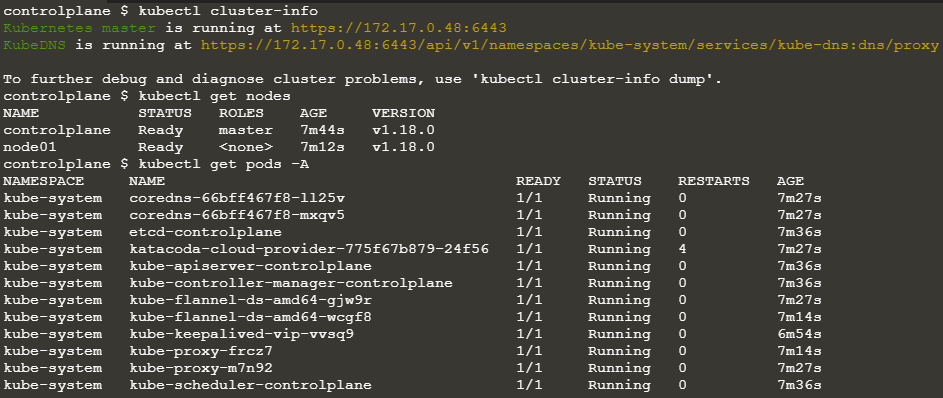 controlplane $ kubectl cluster-info
Kubernetes master is running at https://172.17.0.48:6443
KubeDNS is running at https://172.17.0.48:6443/api/v1/namespaces/kube-system/services/kube-dns:dns/proxy
To further debug and diagnose cluster problems, use 'kubectl cluster-info dump'.
controlplane $ kubectl get nodes
NAME STATUS ROLES AGE VERSION
controlplane Ready master 7m44s v1.18.0
node01 Ready <none> 7m12s v1.18.0
controlplane $ kubectl get pods -A
NAMESPACE NAME READY STATUS RESTARTS AGE
kube-system coredns-66bff467f8-ll25v 1/1 Running 0 7m27s
kube-system coredns-66bff467f8-mxqv5 1/1 Running 0 7m27s
kube-system etcd-controlplane 1/1 Running 0 7m36s
kube-system katacoda-cloud-provider-775f67b879-24f56 1/1 Running 4 7m27s
kube-system kube-apiserver-controlplane 1/1 Running 0 7m36s
kube-system kube-controller-manager-controlplane 1/1 Running 0 7m36s
kube-system kube-flannel-ds-amd64-gjw9r 1/1 Running 0 7m27s
kube-system kube-flannel-ds-amd64-wcgf8 1/1 Running 0 7m14s
kube-system kube-keepalived-vip-vvsq9 1/1 Running 0 6m54s
kube-system kube-proxy-frcz7 1/1 Running 0 7m14s
kube-system kube-proxy-m7n92 1/1 Running 0 7m27s
kube-system kube-scheduler-controlplane 1/1 Running 0 7m36s